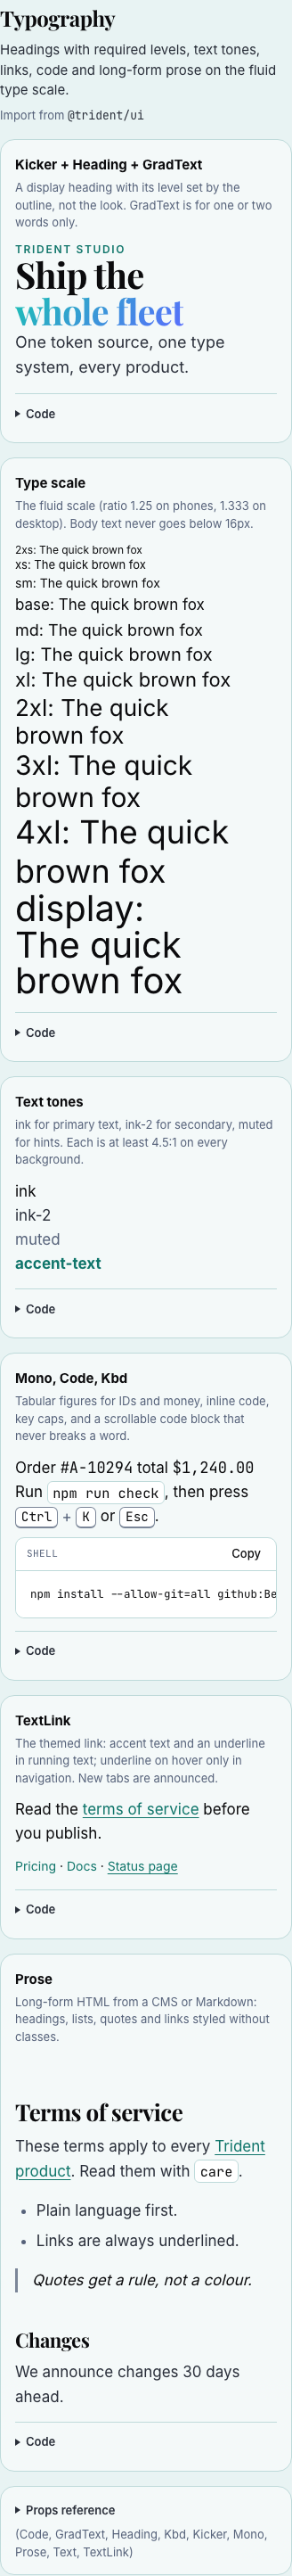 Typography
Headings with required levels, text tones,
links, code and long-form prose on the fluid
type scale.
Import from @trident/ui
Kicker + Heading + GradText
A display heading with its level set by the
outline, not the look. GradText is for one or two
words only.
TRIDENT STUDIO
Ship the
whole fleet
One token source, one type
system, every product.
Code
Type scale
The fluid scale (ratio 1.25 on phones, 1.333 on
desktop). Body text never goes below 16px.
2xs: The quick brown fox
xs: The quick brown fox
sm: The quick brown fox
base: The quick brown fox
md: The quick brown fox
lg: The quick brown fox
xl: The quick brown fox
2xl: The quick
brown fox
3xl: The quick
brown fox
4xl: The quick
brown fox
display:
The quick
brown fox
Code
Text tones
ink for primary text, ink-2 for secondary, muted
for hints. Each is at least 4.5:1 on every
background.
ink
ink-2
muted
accent-text
Code
Mono, Code, Kbd
Tabular figures for IDs and money, inline code,
key caps, and a scrollable code block that
never breaks a word.
Order #A-10294 total $1,240.00
Run npm run check, then press
Ctrl + K or Esc.
SHELL Copy
npm install --allow-git=all github:Be
Code
TextLink
The themed link: accent text and an underline
in running text; underline on hover only in
navigation. New tabs are announced.
Read the terms of service before
you publish.
Pricing · Docs · Status page
Code
Prose
Long-form HTML from a CMS or Markdown:
headings, lists, quotes and links styled without
classes.
Terms of service
These terms apply to every Trident
product. Read them with care.
• Plain language first.
• Links are always underlined.
Quotes get a rule, not a colour.
Changes
We announce changes 30 days
ahead.
Code
Props reference
(Code, GradText, Heading, Kbd, Kicker, Mono,
Prose, Text, TextLink)